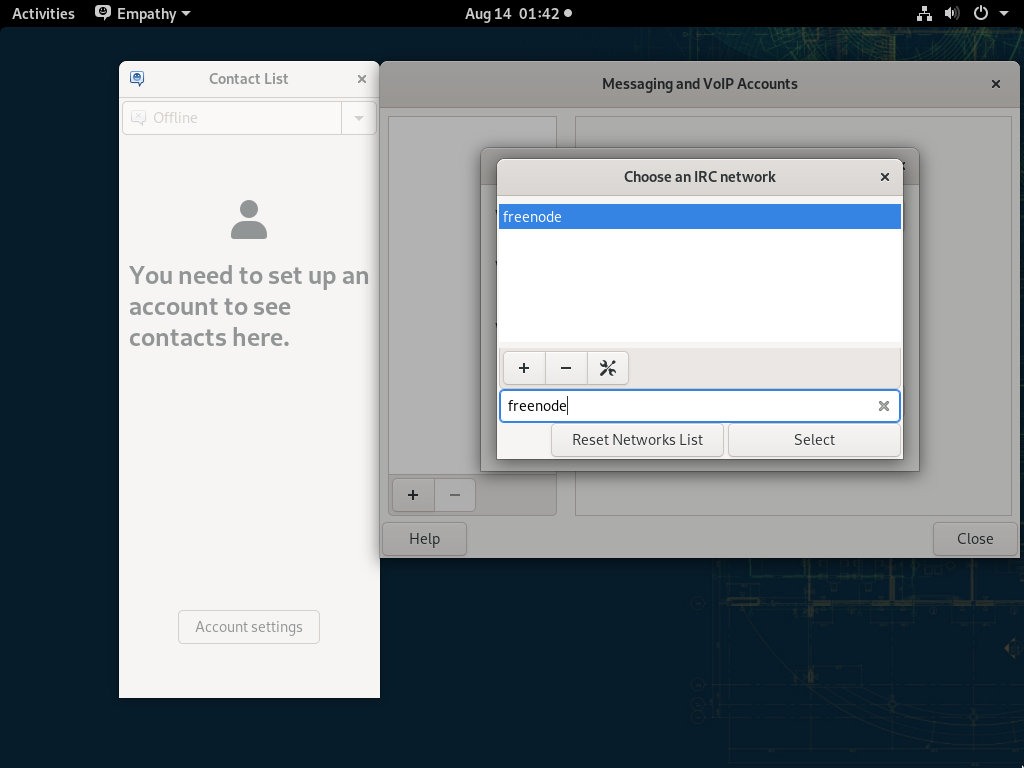 Activities
Empathy
Aug 14 01:42
Contact List
Offline
You need to set up an
account to see
contacts here.
Account settings
Messaging and VoIP Accounts
Choose an IRC network
freenode
freenode
Reset Networks List
Select
Help
Close